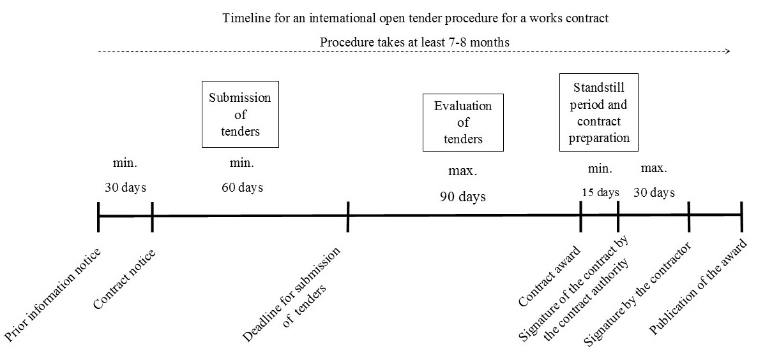 Timeline for an international open tender procedure for a works contract
Procedure takes at least 7-8 months
Submission
of
tenders
Evaluation
of
tenders
Standstill
period and
contract
preparation
min.
30 days
min.
60 days
max.
90 days
min.
15 days
max.
30 days
Prior information notice
Contract notice
Deadline for submission
of tenders
Contract award
Signature of the contract by
the contract authority
Signature by the contractor
Publication of the award